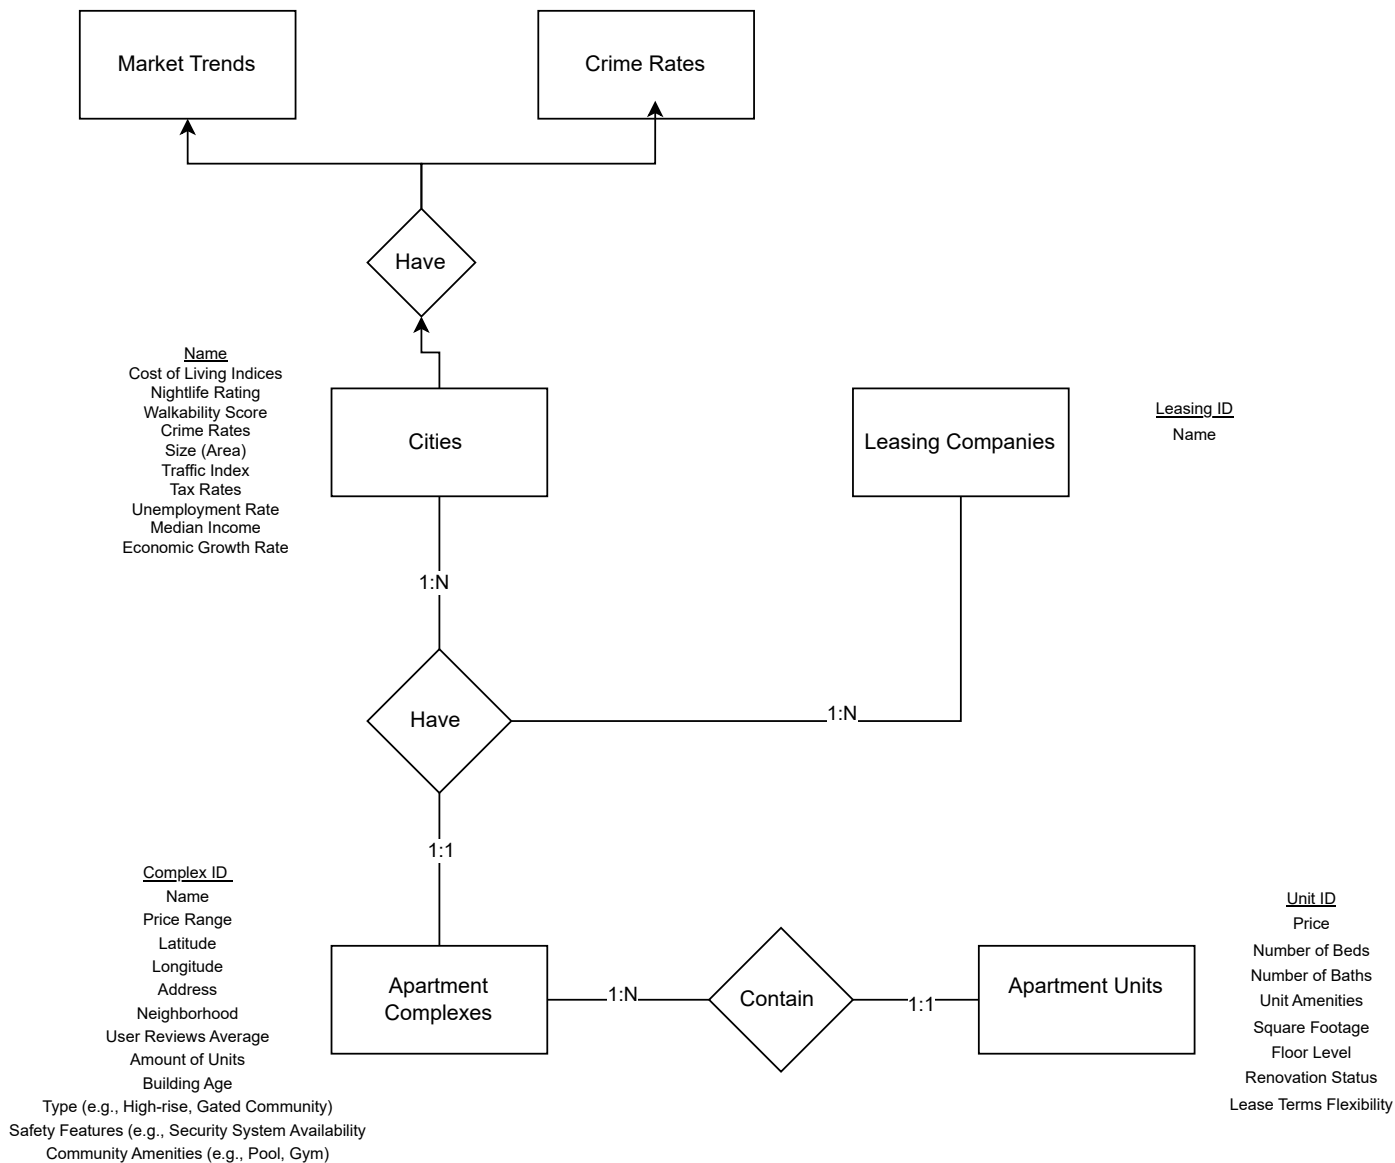 Market Trends
Crime Rates
Have
Name
Cost of Living Indices
Nightlife Rating
Walkability Score
Crime Rates
Size (Area)
Traffic Index
Tax Rates
Unemployment Rate
Median Income
Economic Growth Rate
Cities
Leasing Companies
Leasing ID
Name
1:N
Have
1:N
1:1
Complex ID
Name
Price Range
Latitude
Longitude
Address
Neighborhood
User Reviews Average
Amount of Units
Building Age
Type (e.g., High-rise, Gated Community)
Safety Features (e.g., Security System Availability
Community Amenities (e.g., Pool, Gym)
Apartment
Complexes
1:N
Contain
1:1
Apartment Units
Unit ID
Price
Number of Beds
Number of Baths
Unit Amenities
Square Footage
Floor Level
Renovation Status
Lease Terms Flexibility